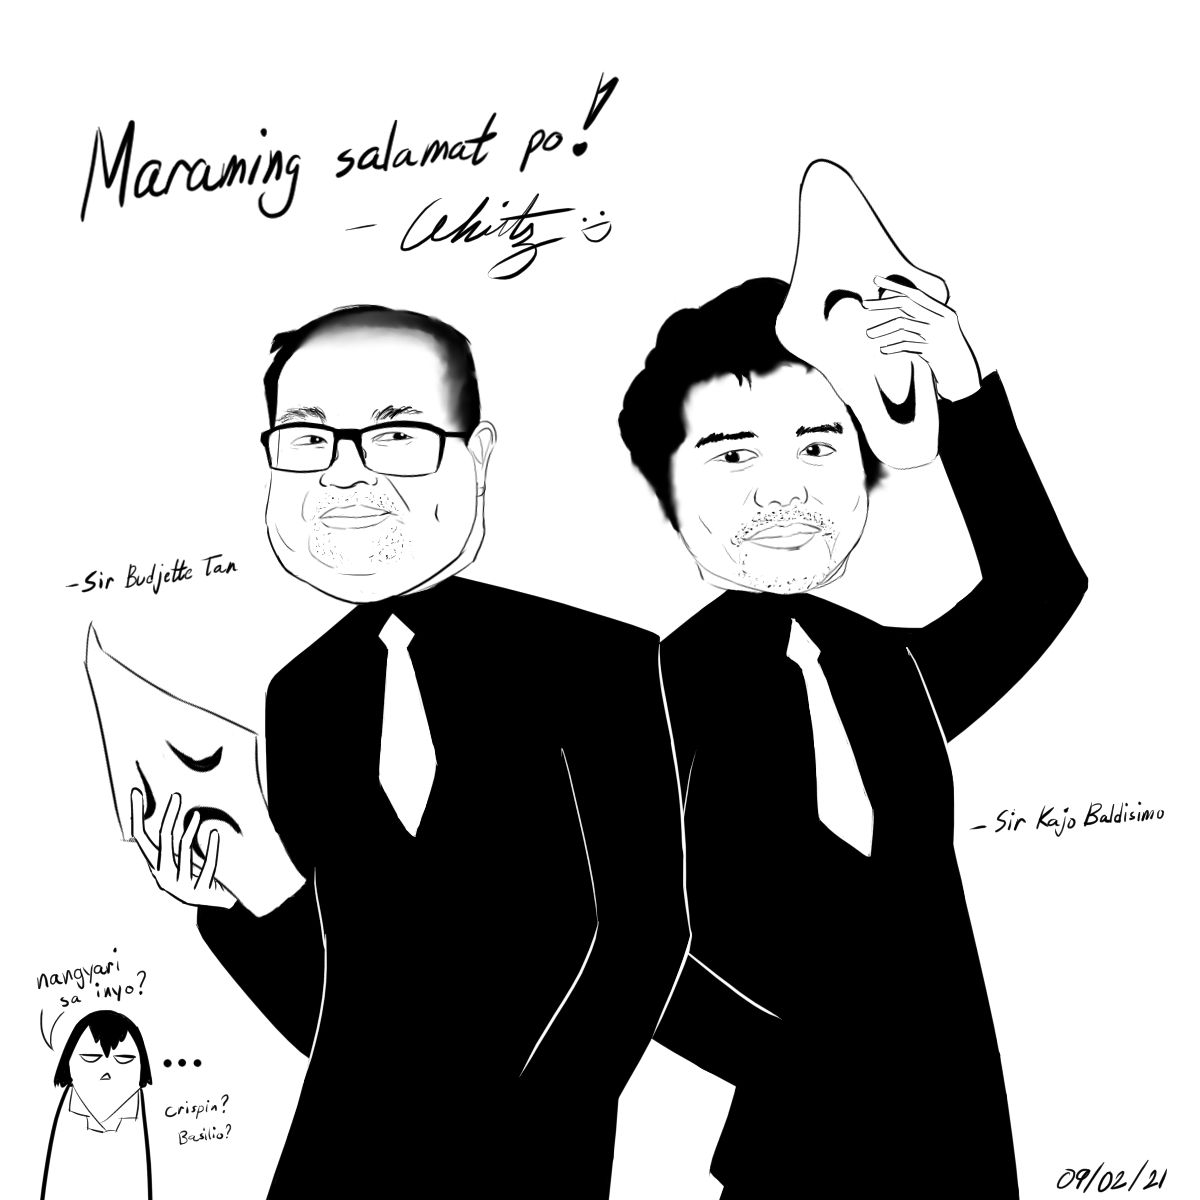 Maraming salamat po!
- Whitz
-Sir Budjette Tan
- Sir Kajo Baldisimo
nangyari
sa inyo?
...
crispin?
Basilio?
09/02/21